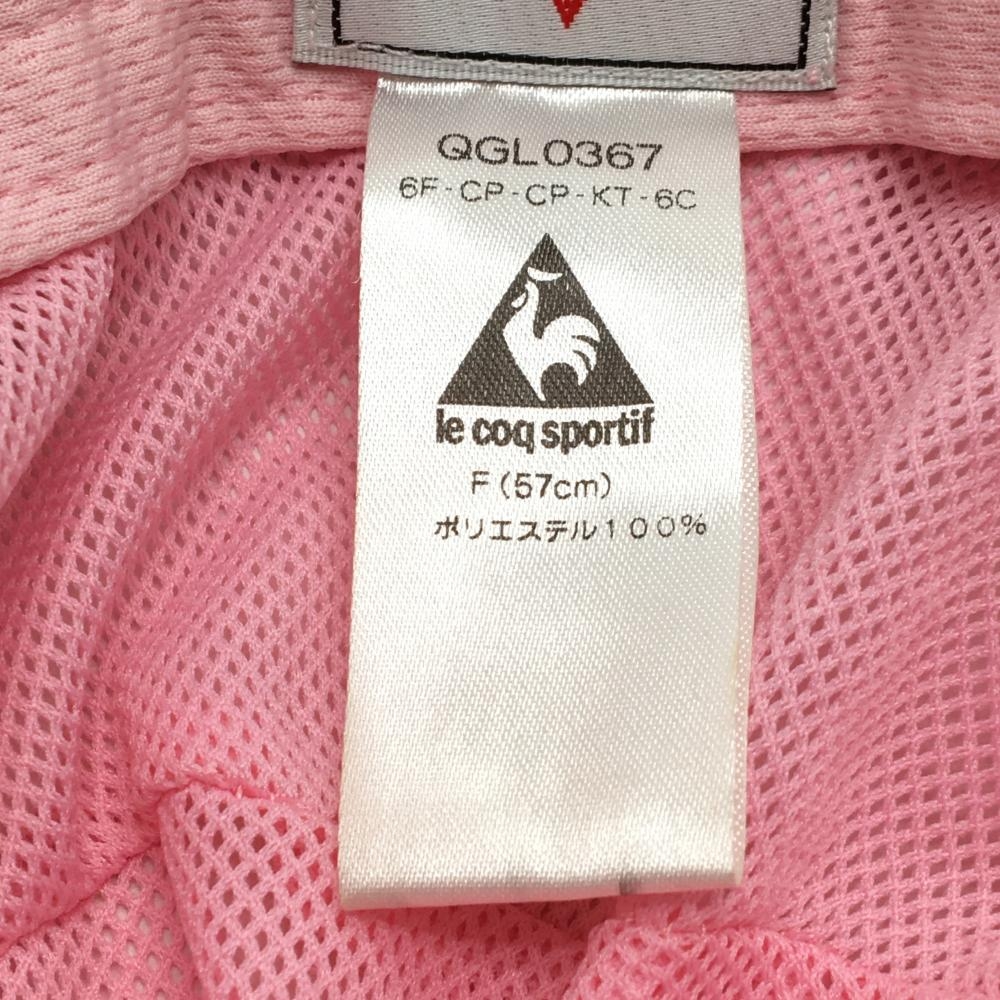 QGL0367
6F-CP-CP-KT-6C
le coq sportif
F(57cm)
ポリエステル100%